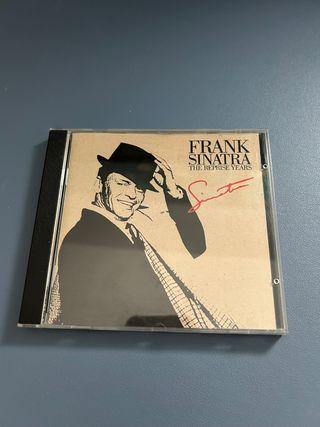 FRANK
SINATRA
THE REPRISE YEARS
Sinatra